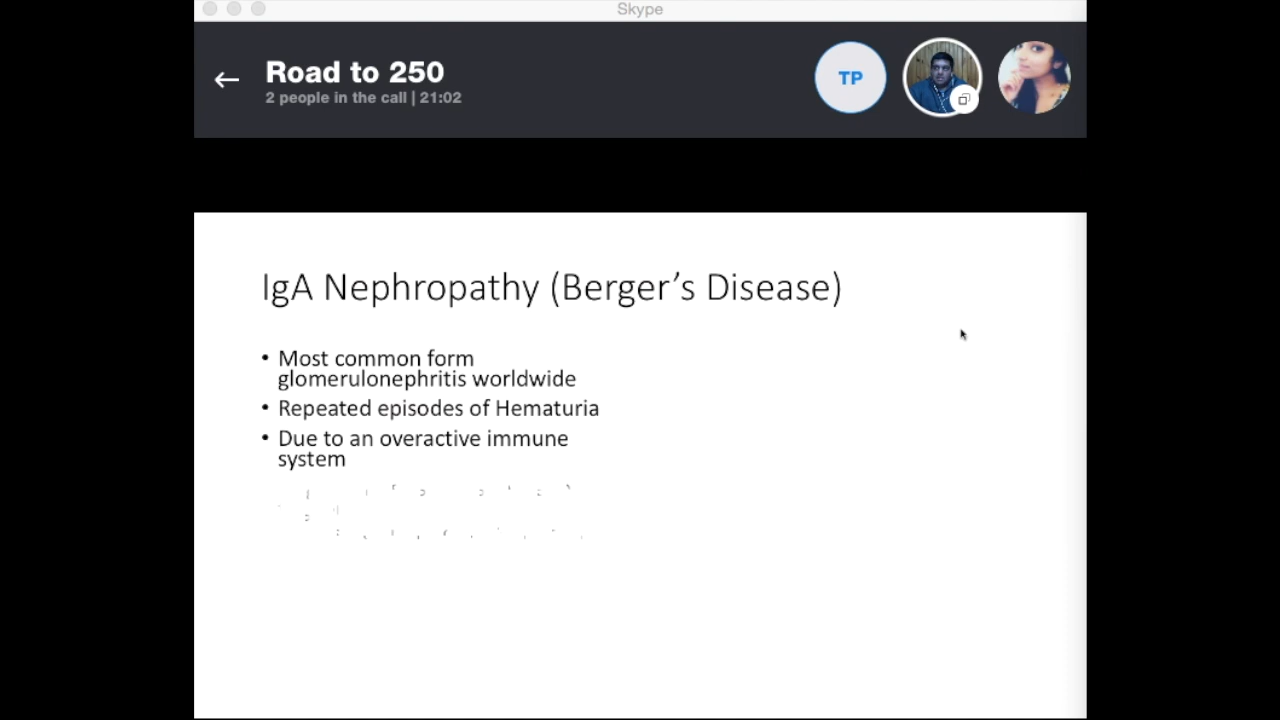 Skype
Road to 250
2 people in the call | 21:02
TP
IgA Nephropathy (Berger's Disease)
• Most common form
glomerulonephritis worldwide
• Repeated episodes of Hematuria
• Due to an overactive immune
system